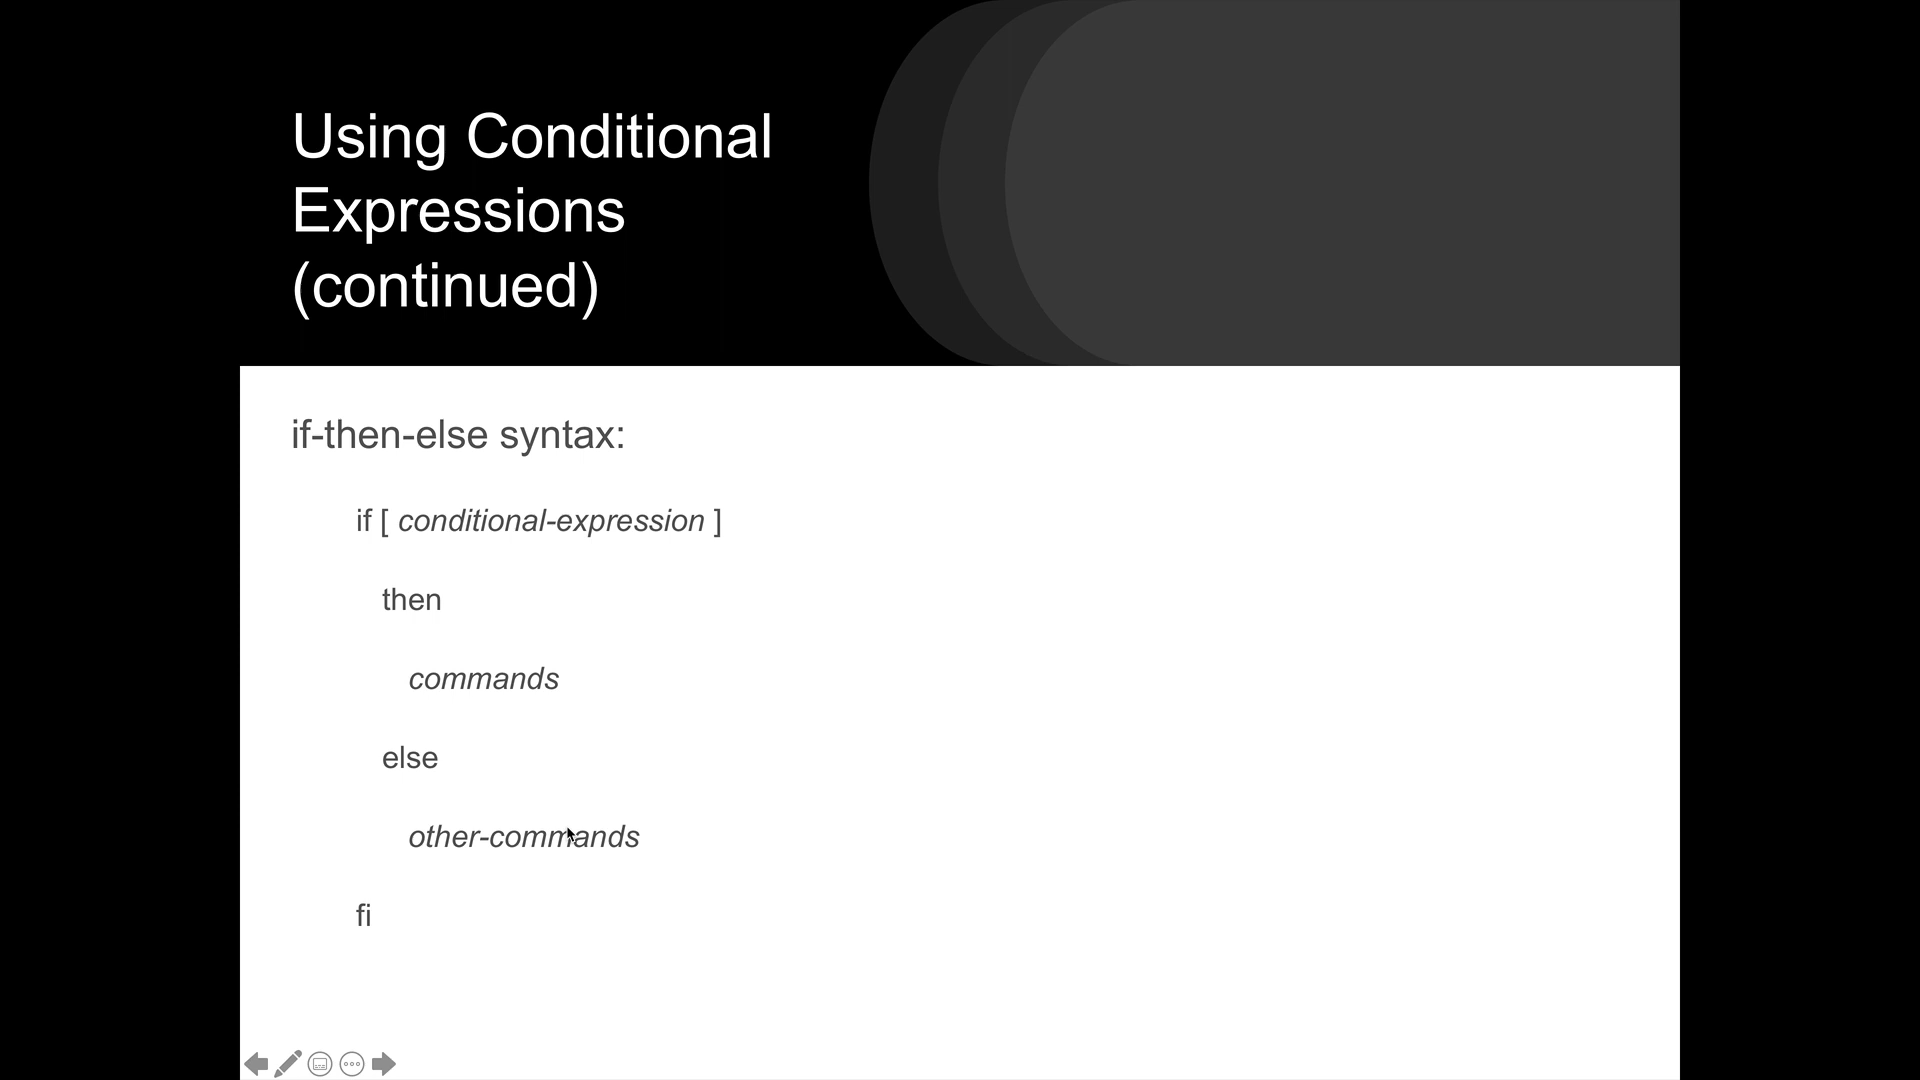 Using Conditional
Expressions
(continued)
if-then-else syntax:
if [ conditional-expression ]
then
commands
else
other-commands
fi